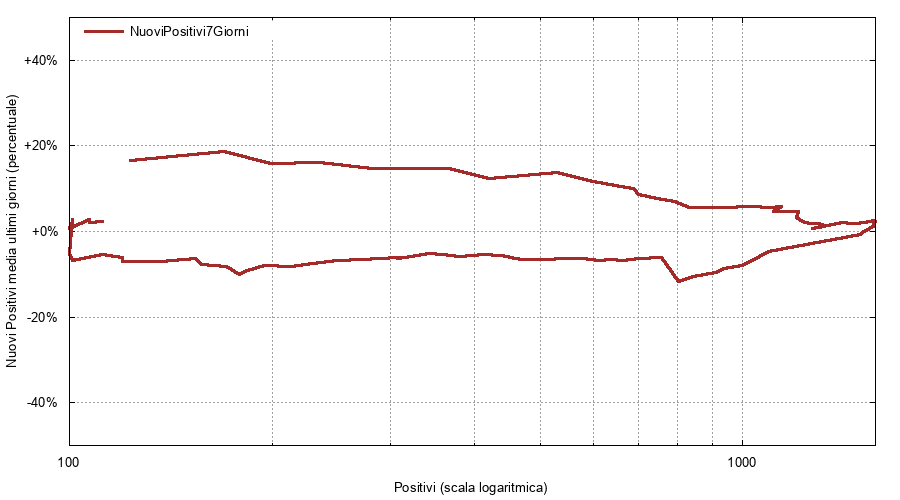 NuoviPositivi7Giorni
+40%
+20%
+0%
-20%
-40%
Nuovi Positivi media ultimi giorni (percentuale)
100
1000
Positivi (scala logaritmica)